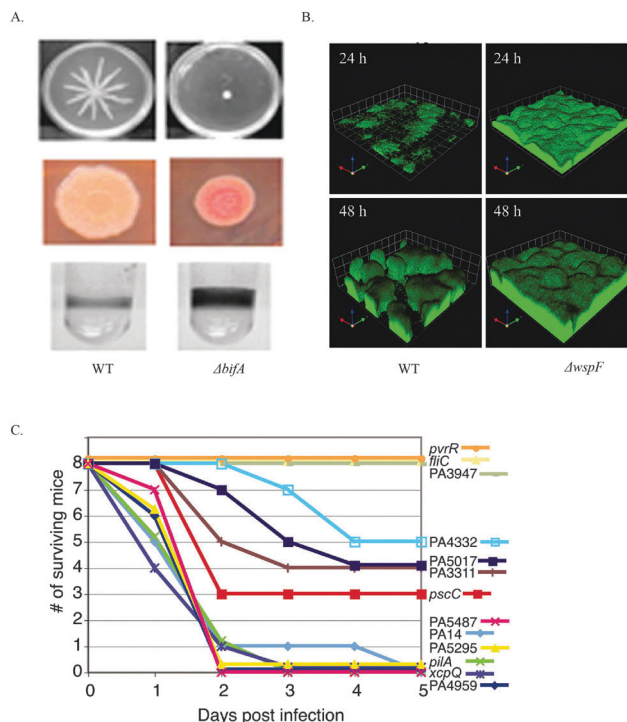 A.
B.
24 h
24 h
48 h
48 h
WT
ΔbifA
WT
ΔwspF
C.
# of surviving mice
9
8
7
6
5
4
3
2
1
0
0
1
2
3
4
5
Days post infection
pvrR
fliC
PA3947
PA4332
PA5017
PA3311
pscC
PA5487
PA14
PA5295
pilA
xcpQ
PA4959